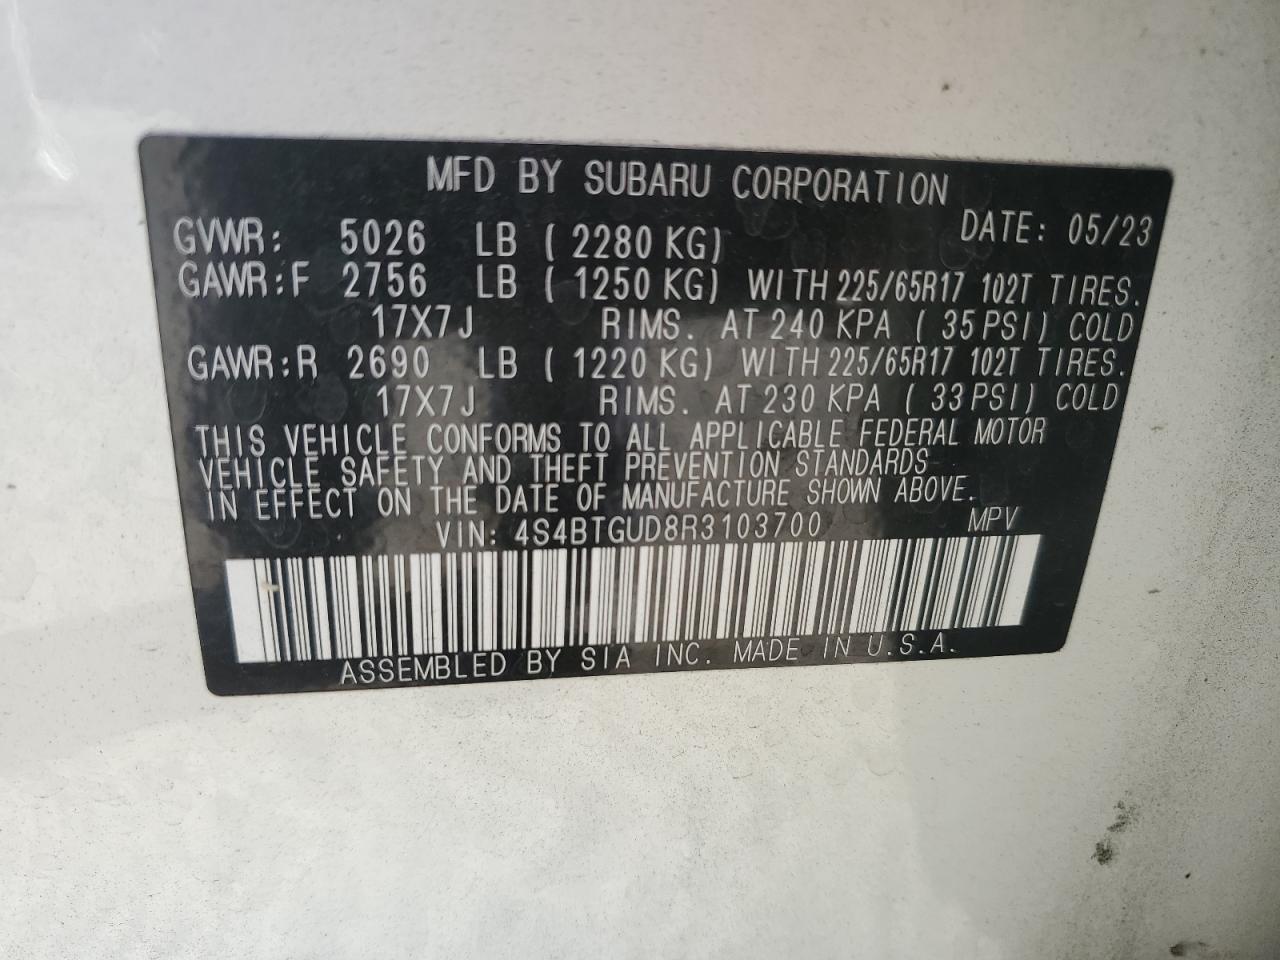 MFD BY SUBARU CORPORATION
DATE: 05/23
GVWR: 5026 LB ( 2280 KG)
GAWR:F 2756 LB ( 1250 KG) WITH 225/65R17 102T TIRES.
17X7J RIMS. AT 240 KPA ( 35 PSI) COLD
GAWR:R 2690 LB ( 1220 KG) WITH 225/65R17 102T TIRES.
17X7J RIMS. AT 230 KPA ( 33 PSI) COLD
THIS VEHICLE CONFORMS TO ALL APPLICABLE FEDERAL MOTOR
VEHICLE SAFETY AND THEFT PREVENTION STANDARDS
IN EFFECT ON THE DATE OF MANUFACTURE SHOWN ABOVE.
VIN: 4S4BTGUD8R3103700 MPV
ASSEMBLED BY SIA INC. MADE IN U.S.A.